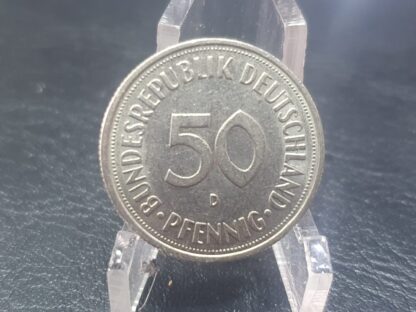 BUNDESREPUBLIK DEUTSCHLAND
50
D
• PFENNIG •